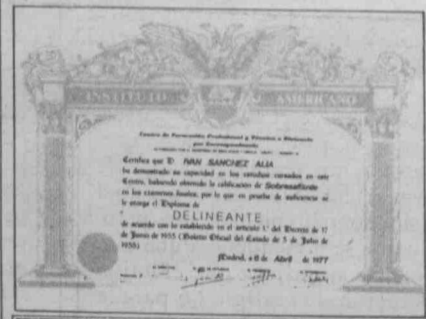 INSTITUTO AMERICANO
Centro de Formación Profesional y Técnica a Distancia
por Correspondencia
Certifica que D. IVAN SANCHEZ ALIA
ha demostrado su capacidad en los estudios cursados en este
Centro, habiendo obtenido la calificación de Sobresaliente
en los exámenes finales, por lo que en prueba de suficiencia se
le otorga el Diploma de
DELINEANTE
de acuerdo con lo establecido en el artículo 1.º del Decreto de 17
de Junio de 1955 (Boletín Oficial del Estado de 5 de Julio de
1955)
Madrid, a 6 de Abril de 1977
EL DIRECTOR